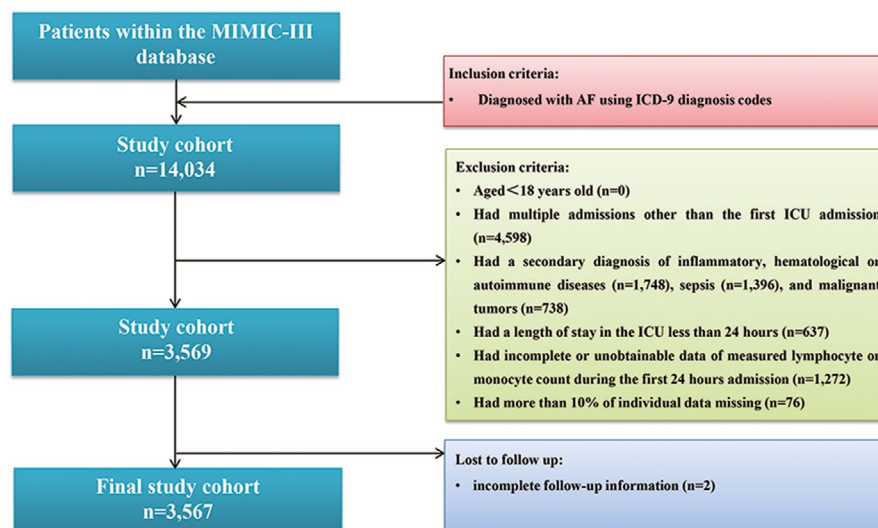 Patients within the MIMIC-III
database
Inclusion criteria:
• Diagnosed with AF using ICD-9 diagnosis codes
Study cohort
n=14,034
Exclusion criteria:
• Aged<18 years old (n=0)
• Had multiple admissions other than the first ICU admission
(n=4,598)
• Had a secondary diagnosis of inflammatory, hematological or
autoimmune diseases (n=1,748), sepsis (n=1,396), and malignant
tumors (n=738)
• Had a length of stay in the ICU less than 24 hours (n=637)
• Had incomplete or unobtainable data of measured lymphocyte or
monocyte count during the first 24 hours admission (n=1,272)
• Had more than 10% of individual data missing (n=76)
Study cohort
n=3,569
Lost to follow up:
• incomplete follow-up information (n=2)
Final study cohort
n=3,567